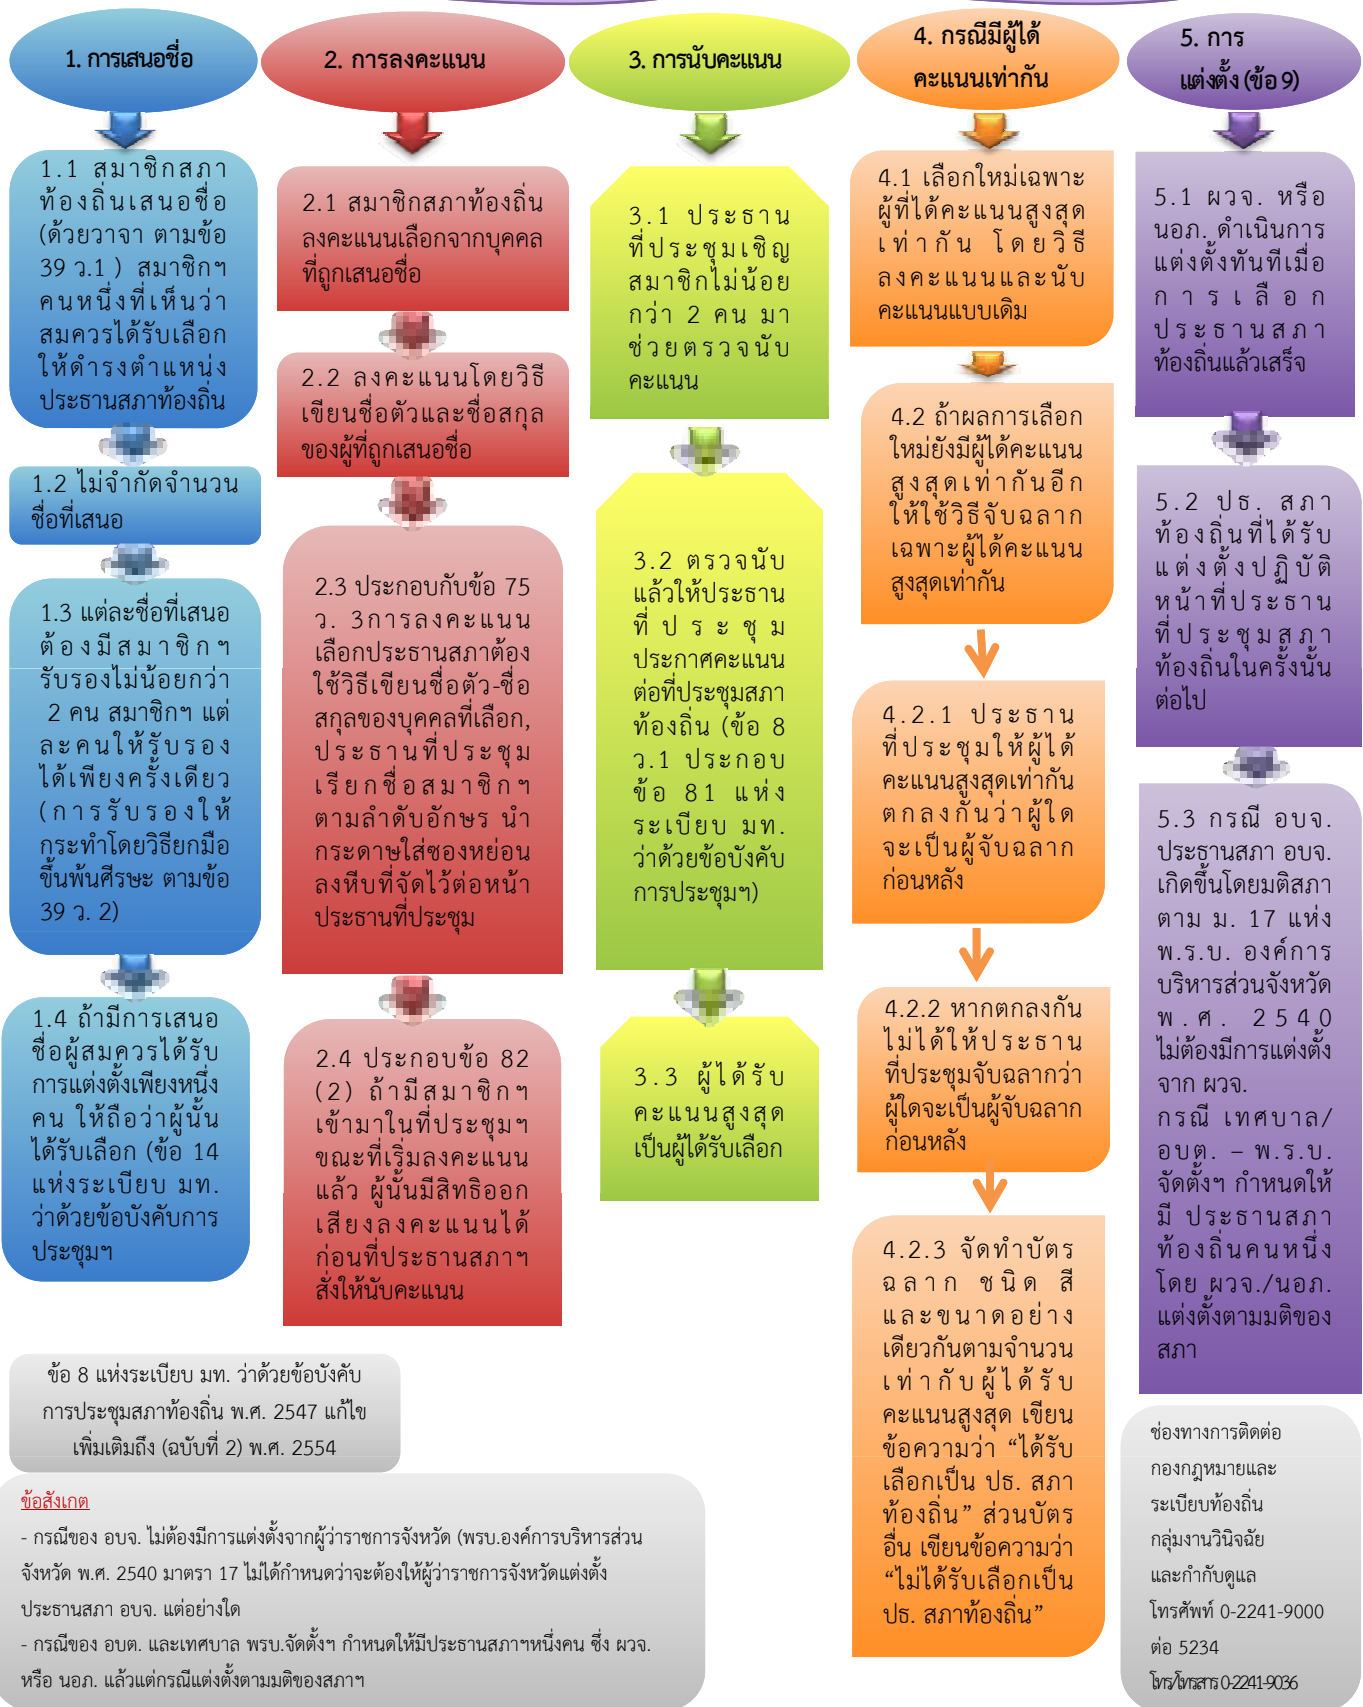 1. การเสนอชื่อ
1.1 สมาชิกสภา
ท้องถิ่นเสนอชื่อ
(ด้วยวาจา ตามข้อ
39 ว.1 ) สมาชิกฯ
คนหนึ่งที่เห็นว่า
สมควรได้รับเลือก
ให้ดำรงตำแหน่ง
ประธานสภาท้องถิ่น
1.2 ไม่จำกัดจำนวน
ชื่อที่เสนอ
1.3 แต่ละชื่อที่เสนอ
ต้องมีสมาชิกฯ
รับรองไม่น้อยกว่า
2 คน สมาชิกฯ แต่
ละคนให้รับรอง
ได้เพียงครั้งเดียว
(การรับรองให้
กระทำโดยวิธียกมือ
ขึ้นพ้นศีรษะ ตามข้อ
39 ว. 2)
1.4 ถ้ามีการเสนอ
ชื่อผู้สมควรได้รับ
การแต่งตั้งเพียงหนึ่ง
คน ให้ถือว่าผู้นั้น
ได้รับเลือก (ข้อ 14
แห่งระเบียบ มท.
ว่าด้วยข้อบังคับการ
ประชุมฯ
2. การลงคะแนน
2.1 สมาชิกสภาท้องถิ่น
ลงคะแนนเลือกจากบุคคล
ที่ถูกเสนอชื่อ
2.2 ลงคะแนนโดยวิธี
เขียนชื่อตัวและชื่อสกุล
ของผู้ที่ถูกเสนอชื่อ
2.3 ประกอบกับข้อ 75
ว. 3การลงคะแนน
เลือกประธานสภาต้อง
ใช้วิธีเขียนชื่อตัว-ชื่อ
สกุลของบุคคลที่เลือก,
ประธานที่ประชุม
เรียกชื่อสมาชิกฯ
ตามลำดับอักษร นำ
กระดาษใส่ซองหย่อน
ลงหีบที่จัดไว้ต่อหน้า
ประธานที่ประชุม
2.4 ประกอบข้อ 82
(2) ถ้ามีสมาชิกฯ
เข้ามาในที่ประชุมฯ
ขณะที่เริ่มลงคะแนน
แล้ว ผู้นั้นมีสิทธิออก
เสียงลงคะแนนได้
ก่อนที่ประธานสภาฯ
สั่งให้นับคะแนน
3. การนับคะแนน
3.1 ประธาน
ที่ประชุมเชิญ
สมาชิกไม่น้อย
กว่า 2 คน มา
ช่วยตรวจนับ
คะแนน
3.2 ตรวจนับ
แล้วให้ประธาน
ที่ประชุม
ประกาศคะแนน
ต่อที่ประชุมสภา
ท้องถิ่น (ข้อ 8
ว.1 ประกอบ
ข้อ 81 แห่ง
ระเบียบ มท.
ว่าด้วยข้อบังคับ
การประชุมฯ)
3.3 ผู้ได้รับ
คะแนนสูงสุด
เป็นผู้ได้รับเลือก
4. กรณีมีผู้ได้
คะแนนเท่ากัน
4.1 เลือกใหม่เฉพาะ
ผู้ที่ได้คะแนนสูงสุด
เท่ากัน โดยวิธี
ลงคะแนนและนับ
คะแนนแบบเดิม
4.2 ถ้าผลการเลือก
ใหม่ยังมีผู้ได้คะแนน
สูงสุดเท่ากันอีก
ให้ใช้วิธีจับฉลาก
เฉพาะผู้ได้คะแนน
สูงสุดเท่ากัน
4.2.1 ประธาน
ที่ประชุมให้ผู้ได้
คะแนนสูงสุดเท่ากัน
ตกลงกันว่าผู้ใด
จะเป็นผู้จับฉลาก
ก่อนหลัง
4.2.2 หากตกลงกัน
ไม่ได้ให้ประธาน
ที่ประชุมจับฉลากว่า
ผู้ใดจะเป็นผู้จับฉลาก
ก่อนหลัง
4.2.3 จัดทำบัตร
ฉลาก ชนิด สี
และขนาดอย่าง
เดียวกันตามจำนวน
เท่ากับผู้ได้รับ
คะแนนสูงสุด เขียน
ข้อความว่า “ได้รับ
เลือกเป็น ปธ. สภา
ท้องถิ่น” ส่วนบัตร
อื่น เขียนข้อความว่า
“ไม่ได้รับเลือกเป็น
ปธ. สภาท้องถิ่น”
5. การ
แต่งตั้ง (ข้อ 9)
5.1 ผวจ. หรือ
นอภ. ดำเนินการ
แต่งตั้งทันทีเมื่อ
การเลือก
ประธานสภา
ท้องถิ่นแล้วเสร็จ
5.2 ปธ. สภา
ท้องถิ่นที่ได้รับ
แต่งตั้งปฏิบัติ
หน้าที่ประธาน
ที่ประชุมสภา
ท้องถิ่นในครั้งนั้น
ต่อไป
5.3 กรณี อบจ.
ประธานสภา อบจ.
เกิดขึ้นโดยมติสภา
ตาม ม. 17 แห่ง
พ.ร.บ. องค์การ
บริหารส่วนจังหวัด
พ.ศ. 2540
ไม่ต้องมีการแต่งตั้ง
จาก ผวจ.
กรณี เทศบาล/
อบต. – พ.ร.บ.
จัดตั้งฯ กำหนดให้
มี ประธานสภา
ท้องถิ่นคนหนึ่ง
โดย ผวจ./นอภ.
แต่งตั้งตามมติของ
สภา
ข้อ 8 แห่งระเบียบ มท. ว่าด้วยข้อบังคับ
การประชุมสภาท้องถิ่น พ.ศ. 2547 แก้ไข
เพิ่มเติมถึง (ฉบับที่ 2) พ.ศ. 2554
ข้อสังเกต
- กรณีของ อบจ. ไม่ต้องมีการแต่งจากผู้ว่าราชการจังหวัด (พรบ.องค์การบริหารส่วน
จังหวัด พ.ศ. 2540 มาตรา 17 ไม่ได้กำหนดว่าจะต้องให้ผู้ว่าราชการจังหวัดแต่งตั้ง
ประธานสภา อบจ. แต่อย่างใด
- กรณีของ อบต. และเทศบาล พรบ.จัดตั้งฯ กำหนดให้มีประธานสภาฯหนึ่งคน ซึ่ง ผวจ.
หรือ นอภ. แล้วแต่กรณีแต่งตั้งตามมติของสภาฯ
ช่องทางการติดต่อ
กองกฎหมายและ
ระเบียบท้องถิ่น
กลุ่มงานวินิจฉัย
และกำกับดูแล
โทรศัพท์ 0-2241-9000
ต่อ 5234
โทร/โทรสาร 0-2241-9036